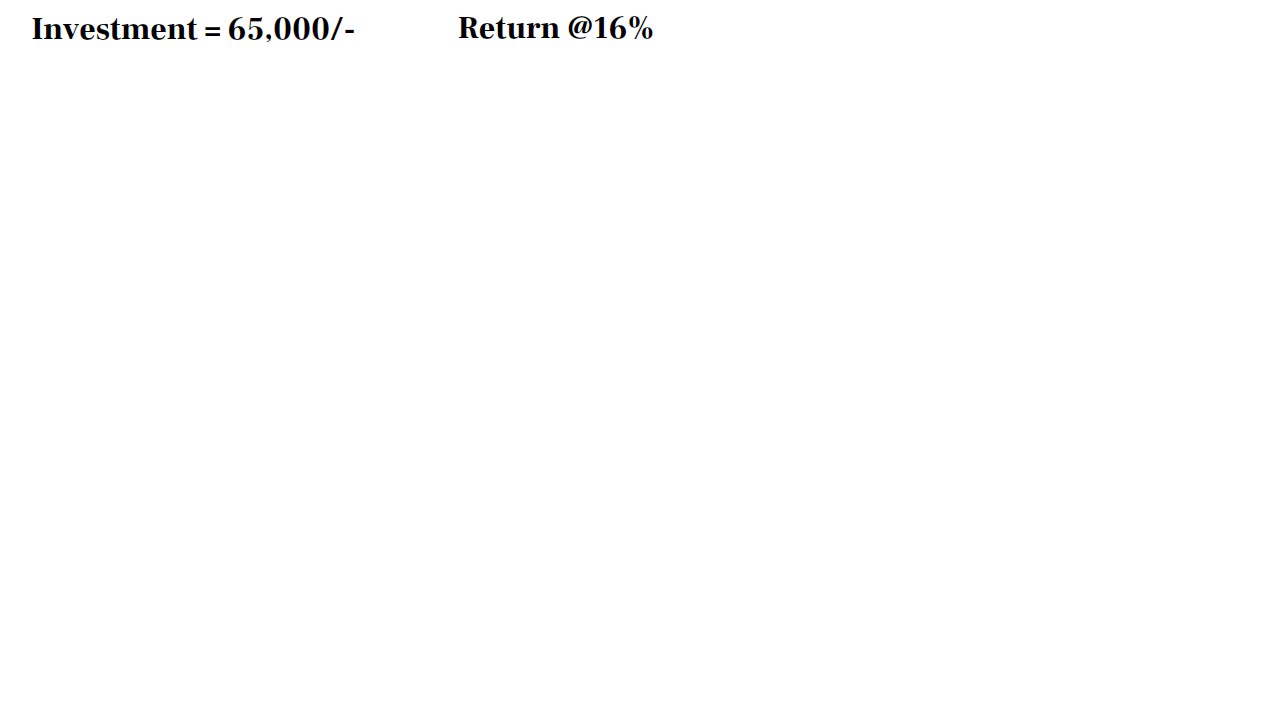 Investment = 65,000/- Return @16%